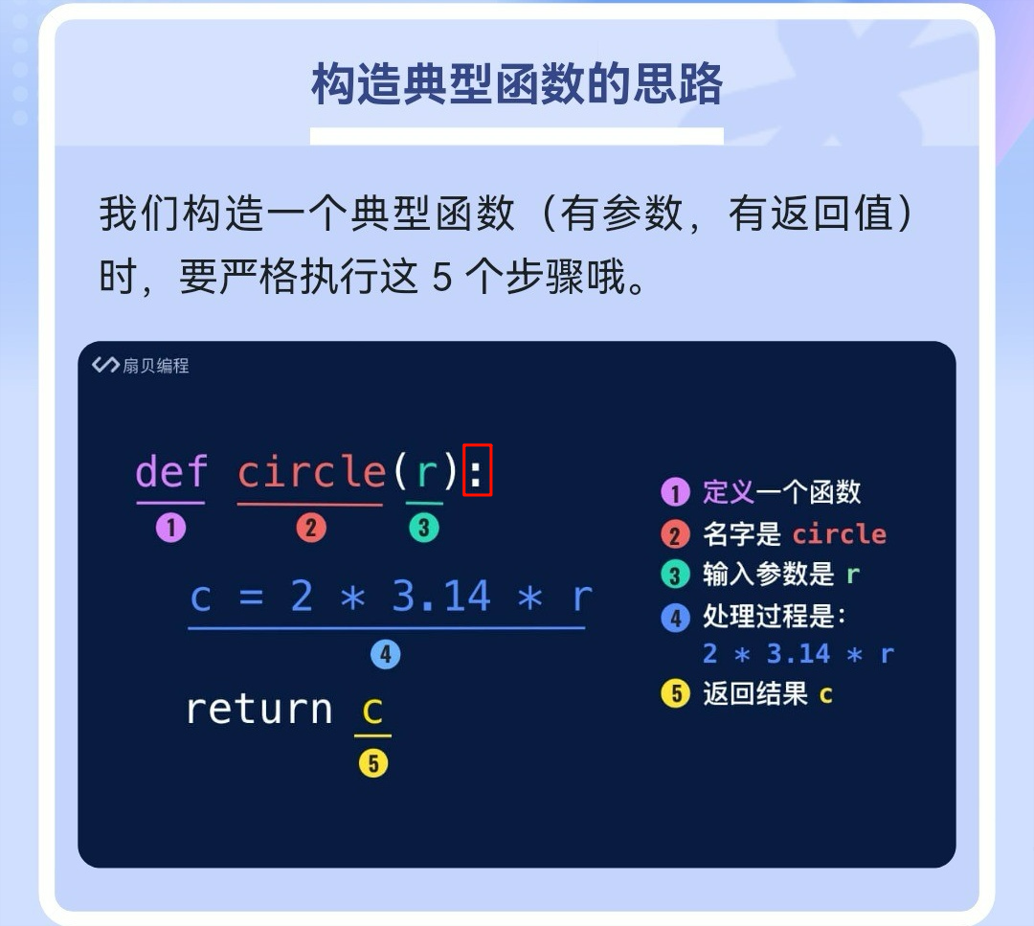 构造典型函数的思路
我们构造一个典型函数（有参数，有返回值）
时，要严格执行这 5 个步骤哦。
扇贝编程
def circle(r):
1 2 3
c = 2 * 3.14 * r
4
return c
5
1 定义一个函数
2 名字是 circle
3 输入参数是 r
4 处理过程是：
2 * 3.14 * r
5 返回结果 c